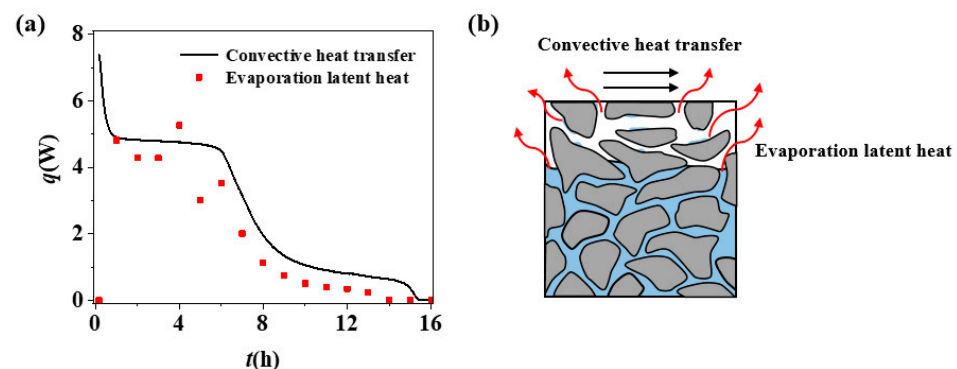 (a)
8
6
4
2
0
0
4
8
12
16
q(W)
t(h)
Convective heat transfer
Evaporation latent heat
(b)
Convective heat transfer
Evaporation latent heat